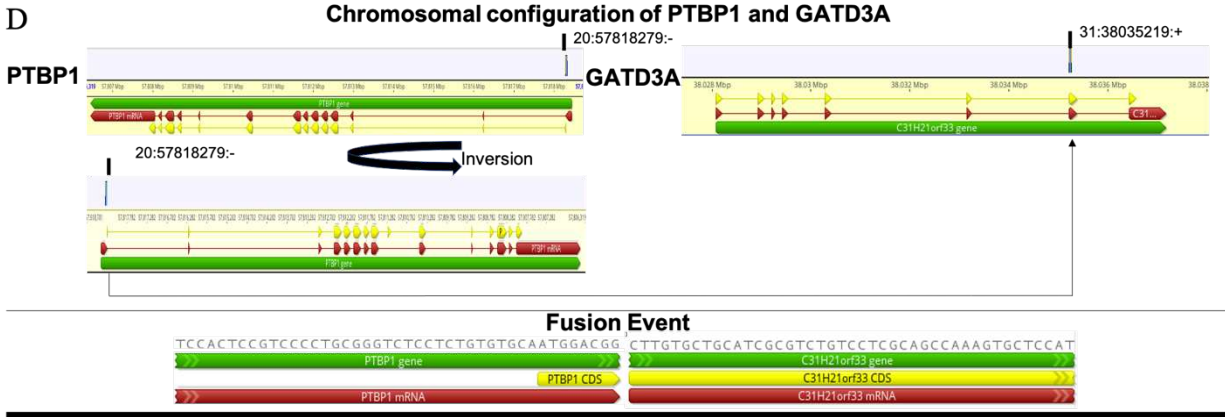 D
Chromosomal configuration of PTBP1 and GATD3A
20:57818279:-
31:38035219:+
PTBP1
GATD3A
38.028 Mbp 38.03 Mbp 38.032 Mbp 38.034 Mbp 38.036 Mbp 38.038
PTBP1 gene
PTBP1 mRNA
C31...
C31H21orf33 gene
20:57818279:-
Inversion
PTBP1 mRNA
PTBP1 gene
Fusion Event
TCCACTCCGTCCCCTGCGGGTCTCCTCTGTGTGCAATGGACGG CTTGTGCTGCATCGCGTCTGTCCTCGCAGCCAAAGTGCTCCAT
PTBP1 gene C31H21orf33 gene
PTBP1 CDS C31H21orf33 CDS
PTBP1 mRNA C31H21orf33 mRNA